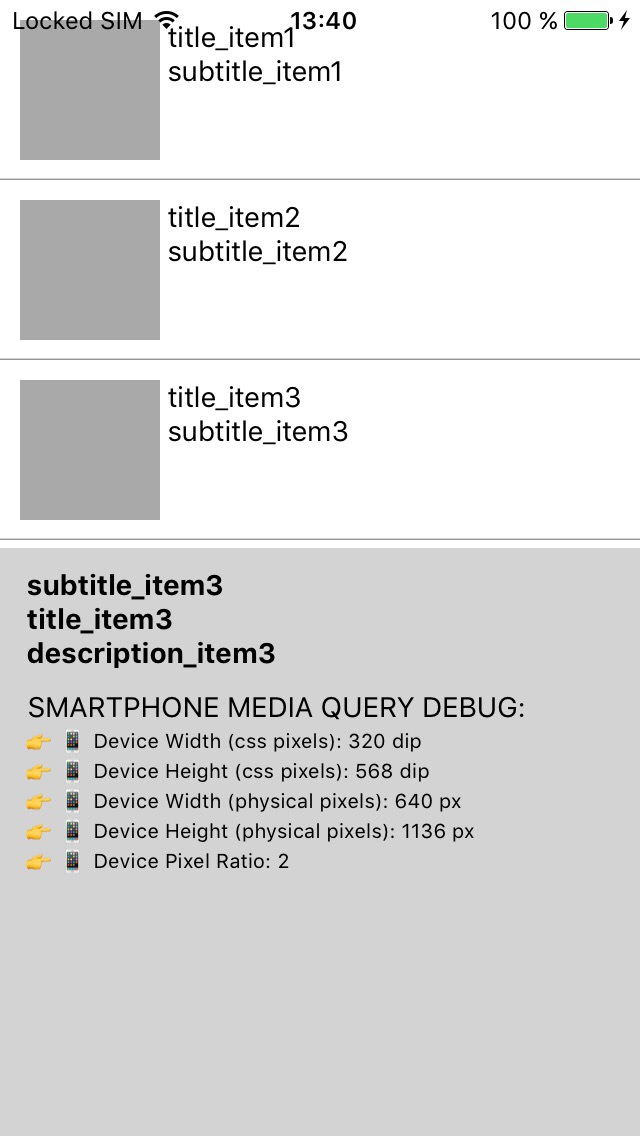 Locked SIM 13:40 100 %
title_item1
subtitle_item1
title_item2
subtitle_item2
title_item3
subtitle_item3
subtitle_item3
title_item3
description_item3
SMARTPHONE MEDIA QUERY DEBUG:
👉 📱 Device Width (css pixels): 320 dip
👉 📱 Device Height (css pixels): 568 dip
👉 📱 Device Width (physical pixels): 640 px
👉 📱 Device Height (physical pixels): 1136 px
👉 📱 Device Pixel Ratio: 2